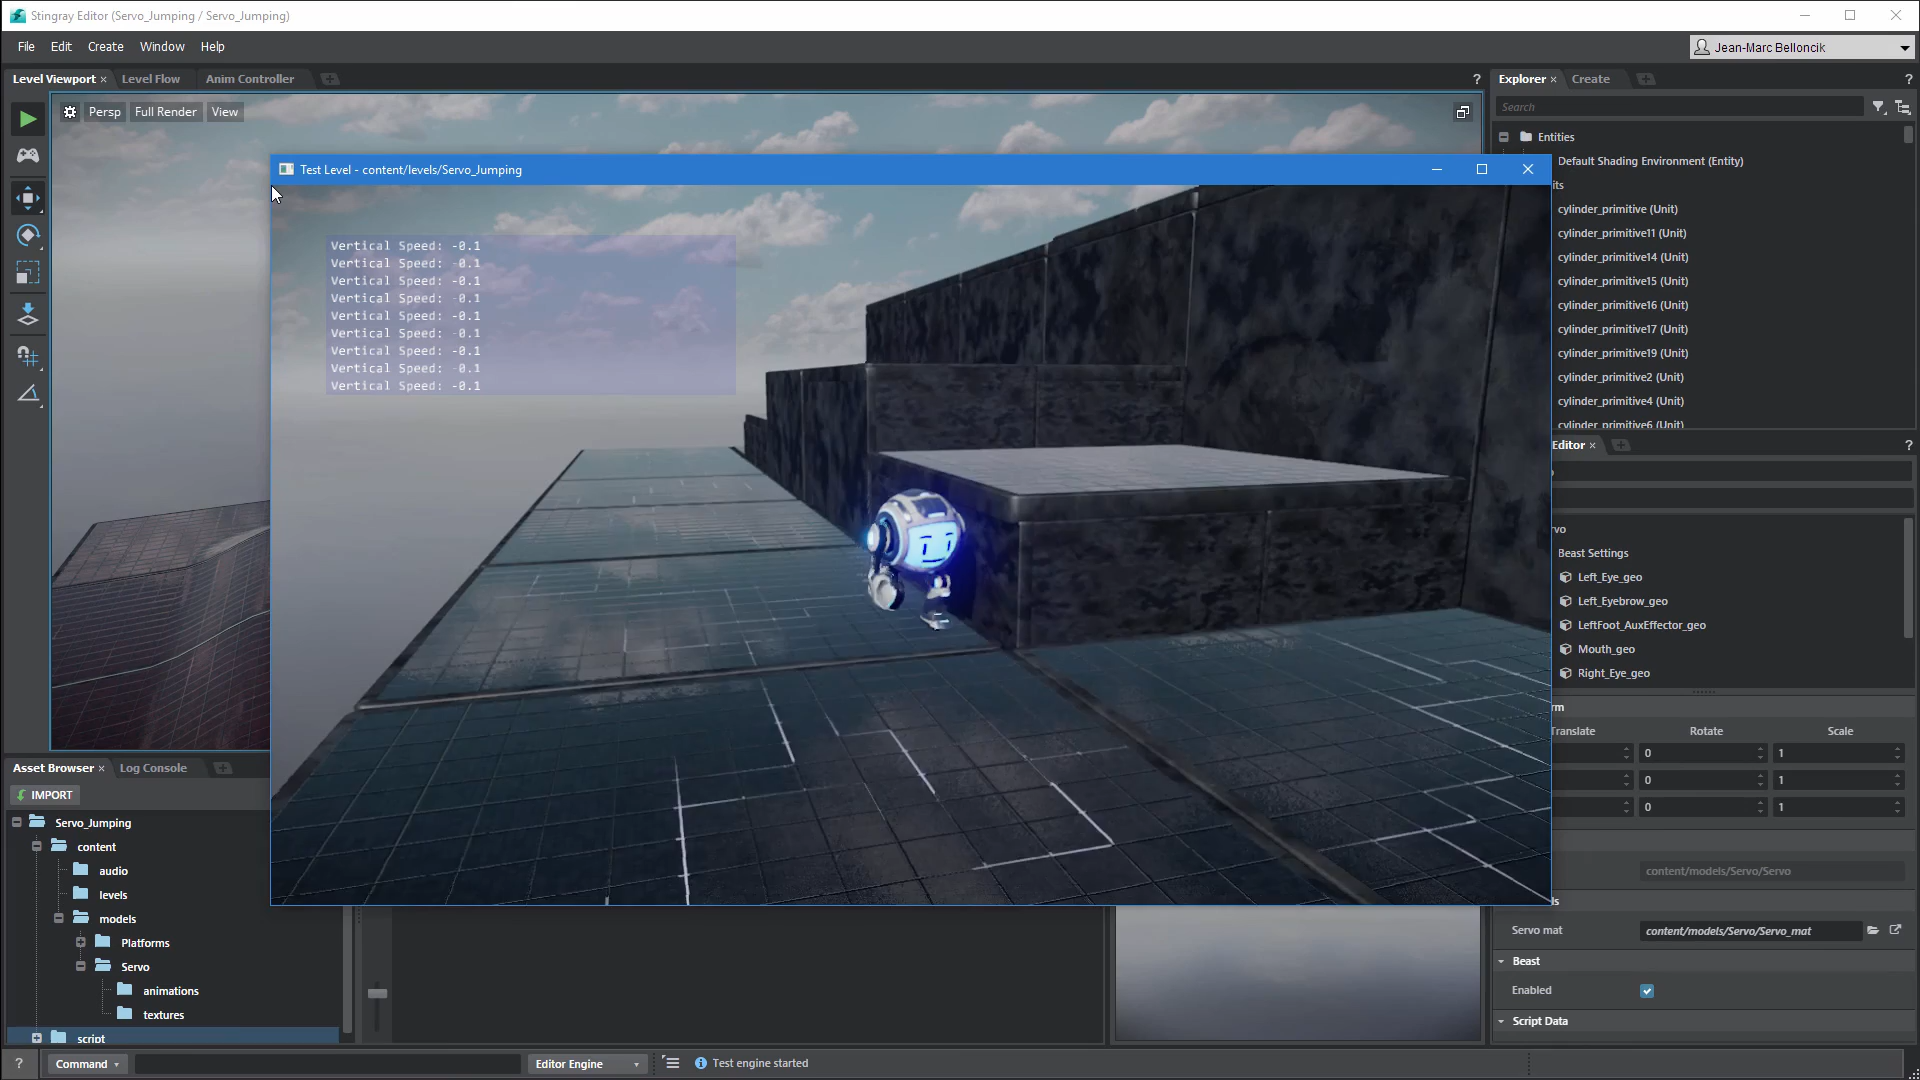 Stingray Editor (Servo_Jumping / Servo_Jumping)
File Edit Create Window Help
Jean-Marc Belloncik
Level Viewport Level Flow Anim Controller
Persp Full Render View
Test Level - content/levels/Servo_Jumping
Vertical Speed: -0.1
Vertical Speed: -0.1
Vertical Speed: -0.1
Vertical Speed: -0.1
Vertical Speed: -0.1
Vertical Speed: -0.1
Vertical Speed: -0.1
Vertical Speed: -0.1
Vertical Speed: -0.1
Explorer Create
Search
Entities
Default Shading Environment (Entity)
its
cylinder_primitive (Unit)
cylinder_primitive11 (Unit)
cylinder_primitive14 (Unit)
cylinder_primitive15 (Unit)
cylinder_primitive16 (Unit)
cylinder_primitive17 (Unit)
cylinder_primitive19 (Unit)
cylinder_primitive2 (Unit)
cylinder_primitive4 (Unit)
cylinder_primitive6 (Unit)
Editor
vo
Beast Settings
Left_Eye_geo
Left_Eyebrow_geo
LeftFoot_AuxEffector_geo
Mouth_geo
Right_Eye_geo
rm
Translate Rotate Scale
0 1
0 1
0 1
content/models/Servo/Servo
ls
Servo mat content/models/Servo/Servo_mat
Beast
Enabled
Script Data
Asset Browser Log Console
IMPORT
Servo_Jumping
content
audio
levels
models
Platforms
Servo
animations
textures
script
? Command Editor Engine Test engine started